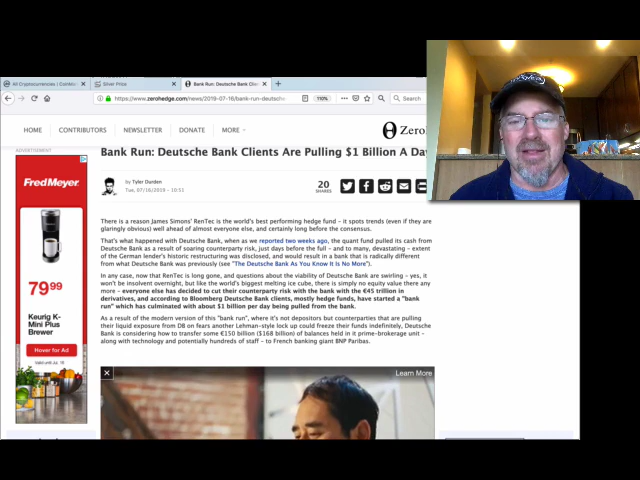 All Cryptocurrencies | CoinMa
Silver Price
Bank Run: Deutsche Bank Clien
https://www.zerohedge.com/news/2019-07-16/bank-run-deutsche
110%
Search
HOME
CONTRIBUTORS
NEWSLETTER
DONATE
MORE
Zero
ADVERTISEMENT
Bank Run: Deutsche Bank Clients Are Pulling $1 Billion A Day
by Tyler Durden
Tue, 07/16/2019 - 10:51
20
SHARES
Fred Meyer
79.99
Keurig K-
Mini Plus
Brewer
Hover for Ad
There is a reason James Simons' RenTec is the world's best performing hedge fund - it spots trends (even if they are
glaringly obvious) well ahead of almost everyone else, and certainly long before the consensus.
That's what happened with Deutsche Bank, when as we reported two weeks ago, the quant fund pulled its cash from
Deutsche Bank as a result of soaring counterparty risk, just days before the full - and to many, devastating - extent
of the German lender's historic restructuring was disclosed, and would result in a bank that is radically different
from what Deutsche Bank was previously (see "The Deutsche Bank As You Know It Is No More").
In any case, now that RenTec is long gone, and questions about the viability of Deutsche Bank are swirling - yes, it
won't be insolvent overnight, but like the world's biggest melting ice cube, there is simply no equity value there any
more - everyone else has decided to cut their counterparty risk with the bank with the €45 trillion in
derivatives, and according to Bloomberg Deutsche Bank clients, mostly hedge funds, have started a "bank
run" which has culminated with about $1 billion per day being pulled from the bank.
As a result of the modern version of this "bank run", where it's not depositors but counterparties that are pulling
their liquid exposure from DB on fears another Lehman-style lock up could freeze their funds indefinitely, Deutsche
Bank is considering how to transfer some €150 billion ($168 billion) of balances held in it prime-brokerage unit -
along with technology and potentially hundreds of staff - to French banking giant BNP Paribas.
Learn More